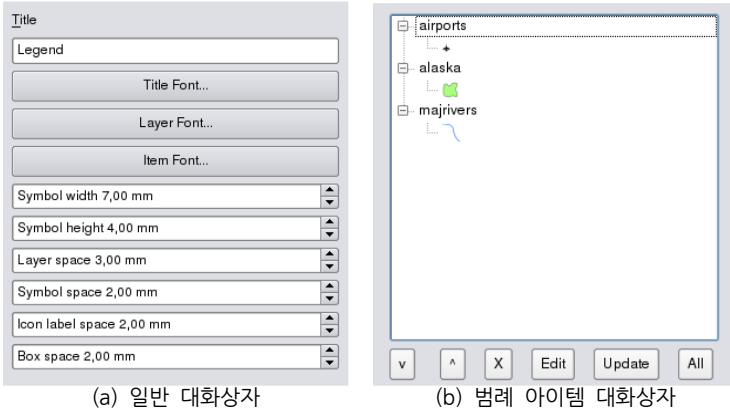 Title
Legend
Title Font...
Layer Font...
Item Font...
Symbol width 7,00 mm
Symbol height 4,00 mm
Layer space 3,00 mm
Symbol space 2,00 mm
Icon label space 2,00 mm
Box space 2,00 mm
(a) 일반 대화상자
airports
alaska
majrivers
v ^ X Edit Update All
(b) 범례 아이템 대화상자